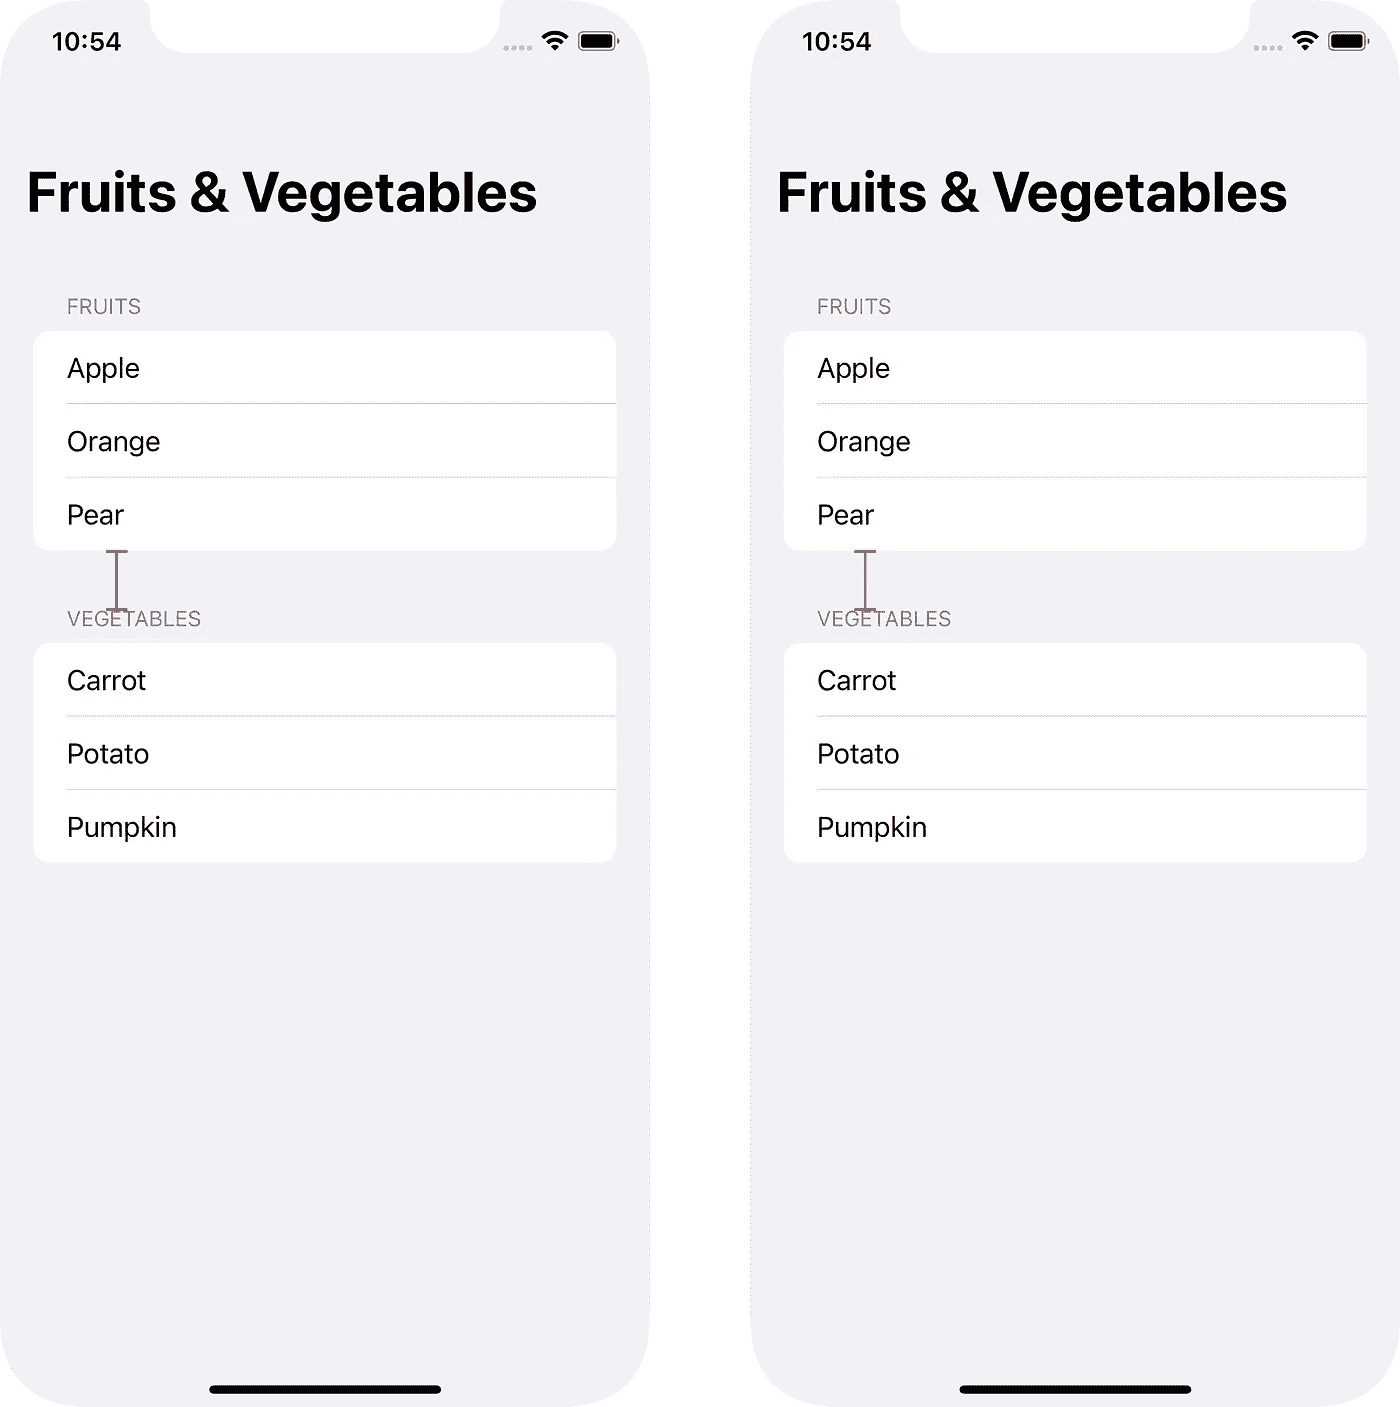 10:54
Fruits & Vegetables
FRUITS
Apple
Orange
Pear
VEGETABLES
Carrot
Potato
Pumpkin
10:54
Fruits & Vegetables
FRUITS
Apple
Orange
Pear
VEGETABLES
Carrot
Potato
Pumpkin